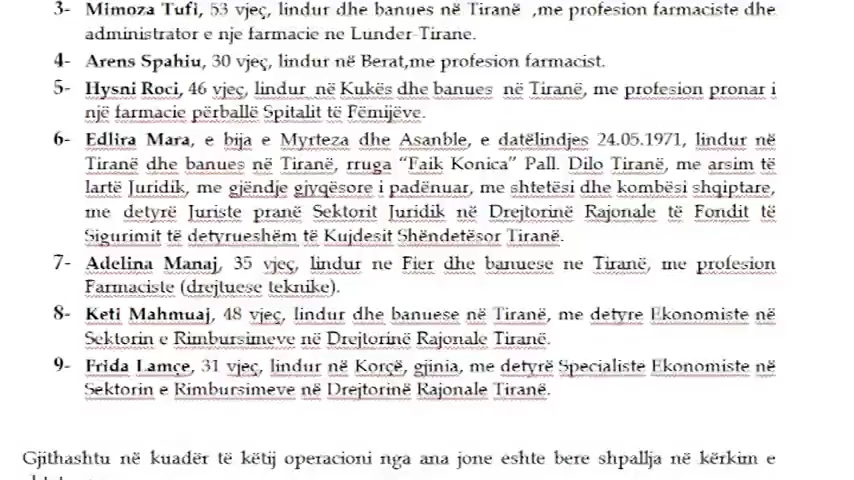 3- Mimoza Tufi, 53 vjeç, lindur dhe banues në Tiranë ,me profesion farmaciste dhe
administrator e nje farmacie ne Lunder-Tirane.
4- Arens Spahiu, 30 vjeç, lindur në Berat,me profesion farmacist.
5- Hysni Roci, 46 vjeç, lindur në Kukës dhe banues në Tiranë, me profesion pronar i
një farmacie përballë Spitalit të Fëmijëve.
6- Edlira Mara, e bija e Myrteza dhe Asanble, e datëlindjes 24.05.1971, lindur në
Tiranë dhe banues në Tiranë, rruga “Faik Konica” Pall. Dilo Tiranë, me arsim të
lartë Juridik, me gjëndje gjyqësore i padënuar, me shtetësi dhe kombësi shqiptare,
me detyrë Juriste pranë Sektorit Juridik në Drejtorinë Rajonale të Fondit të
Sigurimit të detyrueshëm të Kujdesit Shëndetësor Tiranë.
7- Adelina Manaj, 35 vjeç, lindur ne Fier dhe banuese ne Tiranë, me profesion
Farmaciste (drejtuese teknike).
8- Keti Mahmuaj, 48 vjeç, lindur dhe banuese në Tiranë, me detyre Ekonomiste në
Sektorin e Rimbursimeve në Drejtorinë Rajonale Tiranë.
9- Frida Lamçe, 31 vjeç, lindur në Korçë, gjinia, me detyrë Specialiste Ekonomiste në
Sektorin e Rimbursimeve në Drejtorinë Rajonale Tiranë.
Gjithashtu në kuadër të këtij operacioni nga ana jone eshte bere shpallja në kërkim e